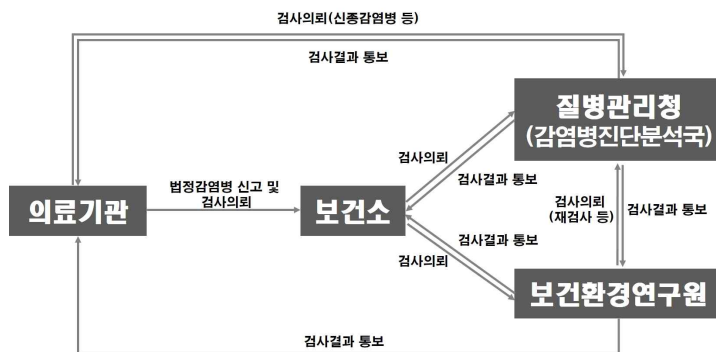 검사의뢰(신종감염병 등)
검사결과 통보
질병관리청
(감염병진단분석국)
검사의뢰
검사결과 통보
법정감염병 신고 및
검사의뢰
의료기관
보건소
검사의뢰
(재검사 등)
검사결과 통보
검사결과 통보
검사의뢰
보건환경연구원
검사결과 통보